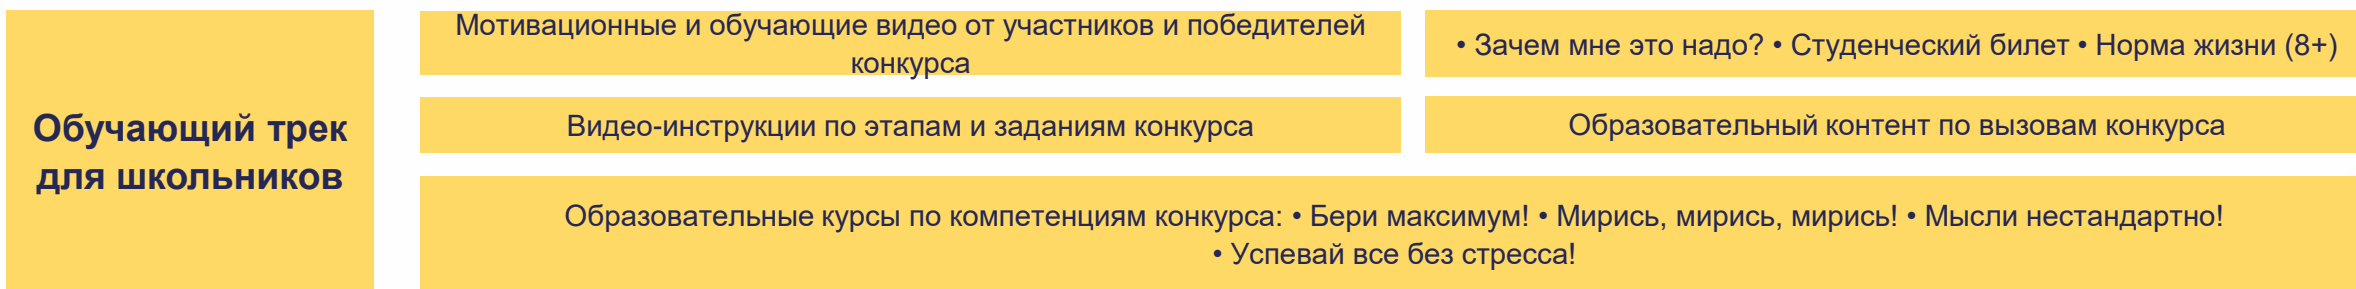 Обучающий трек
для школьников
Мотивационные и обучающие видео от участников и победителей
конкурса
• Зачем мне это надо? • Студенческий билет • Норма жизни (8+)
Видео-инструкции по этапам и заданиям конкурса
Образовательный контент по вызовам конкурса
Образовательные курсы по компетенциям конкурса: • Бери максимум! • Мирись, мирись, мирись! • Мысли нестандартно!
• Успевай все без стресса!